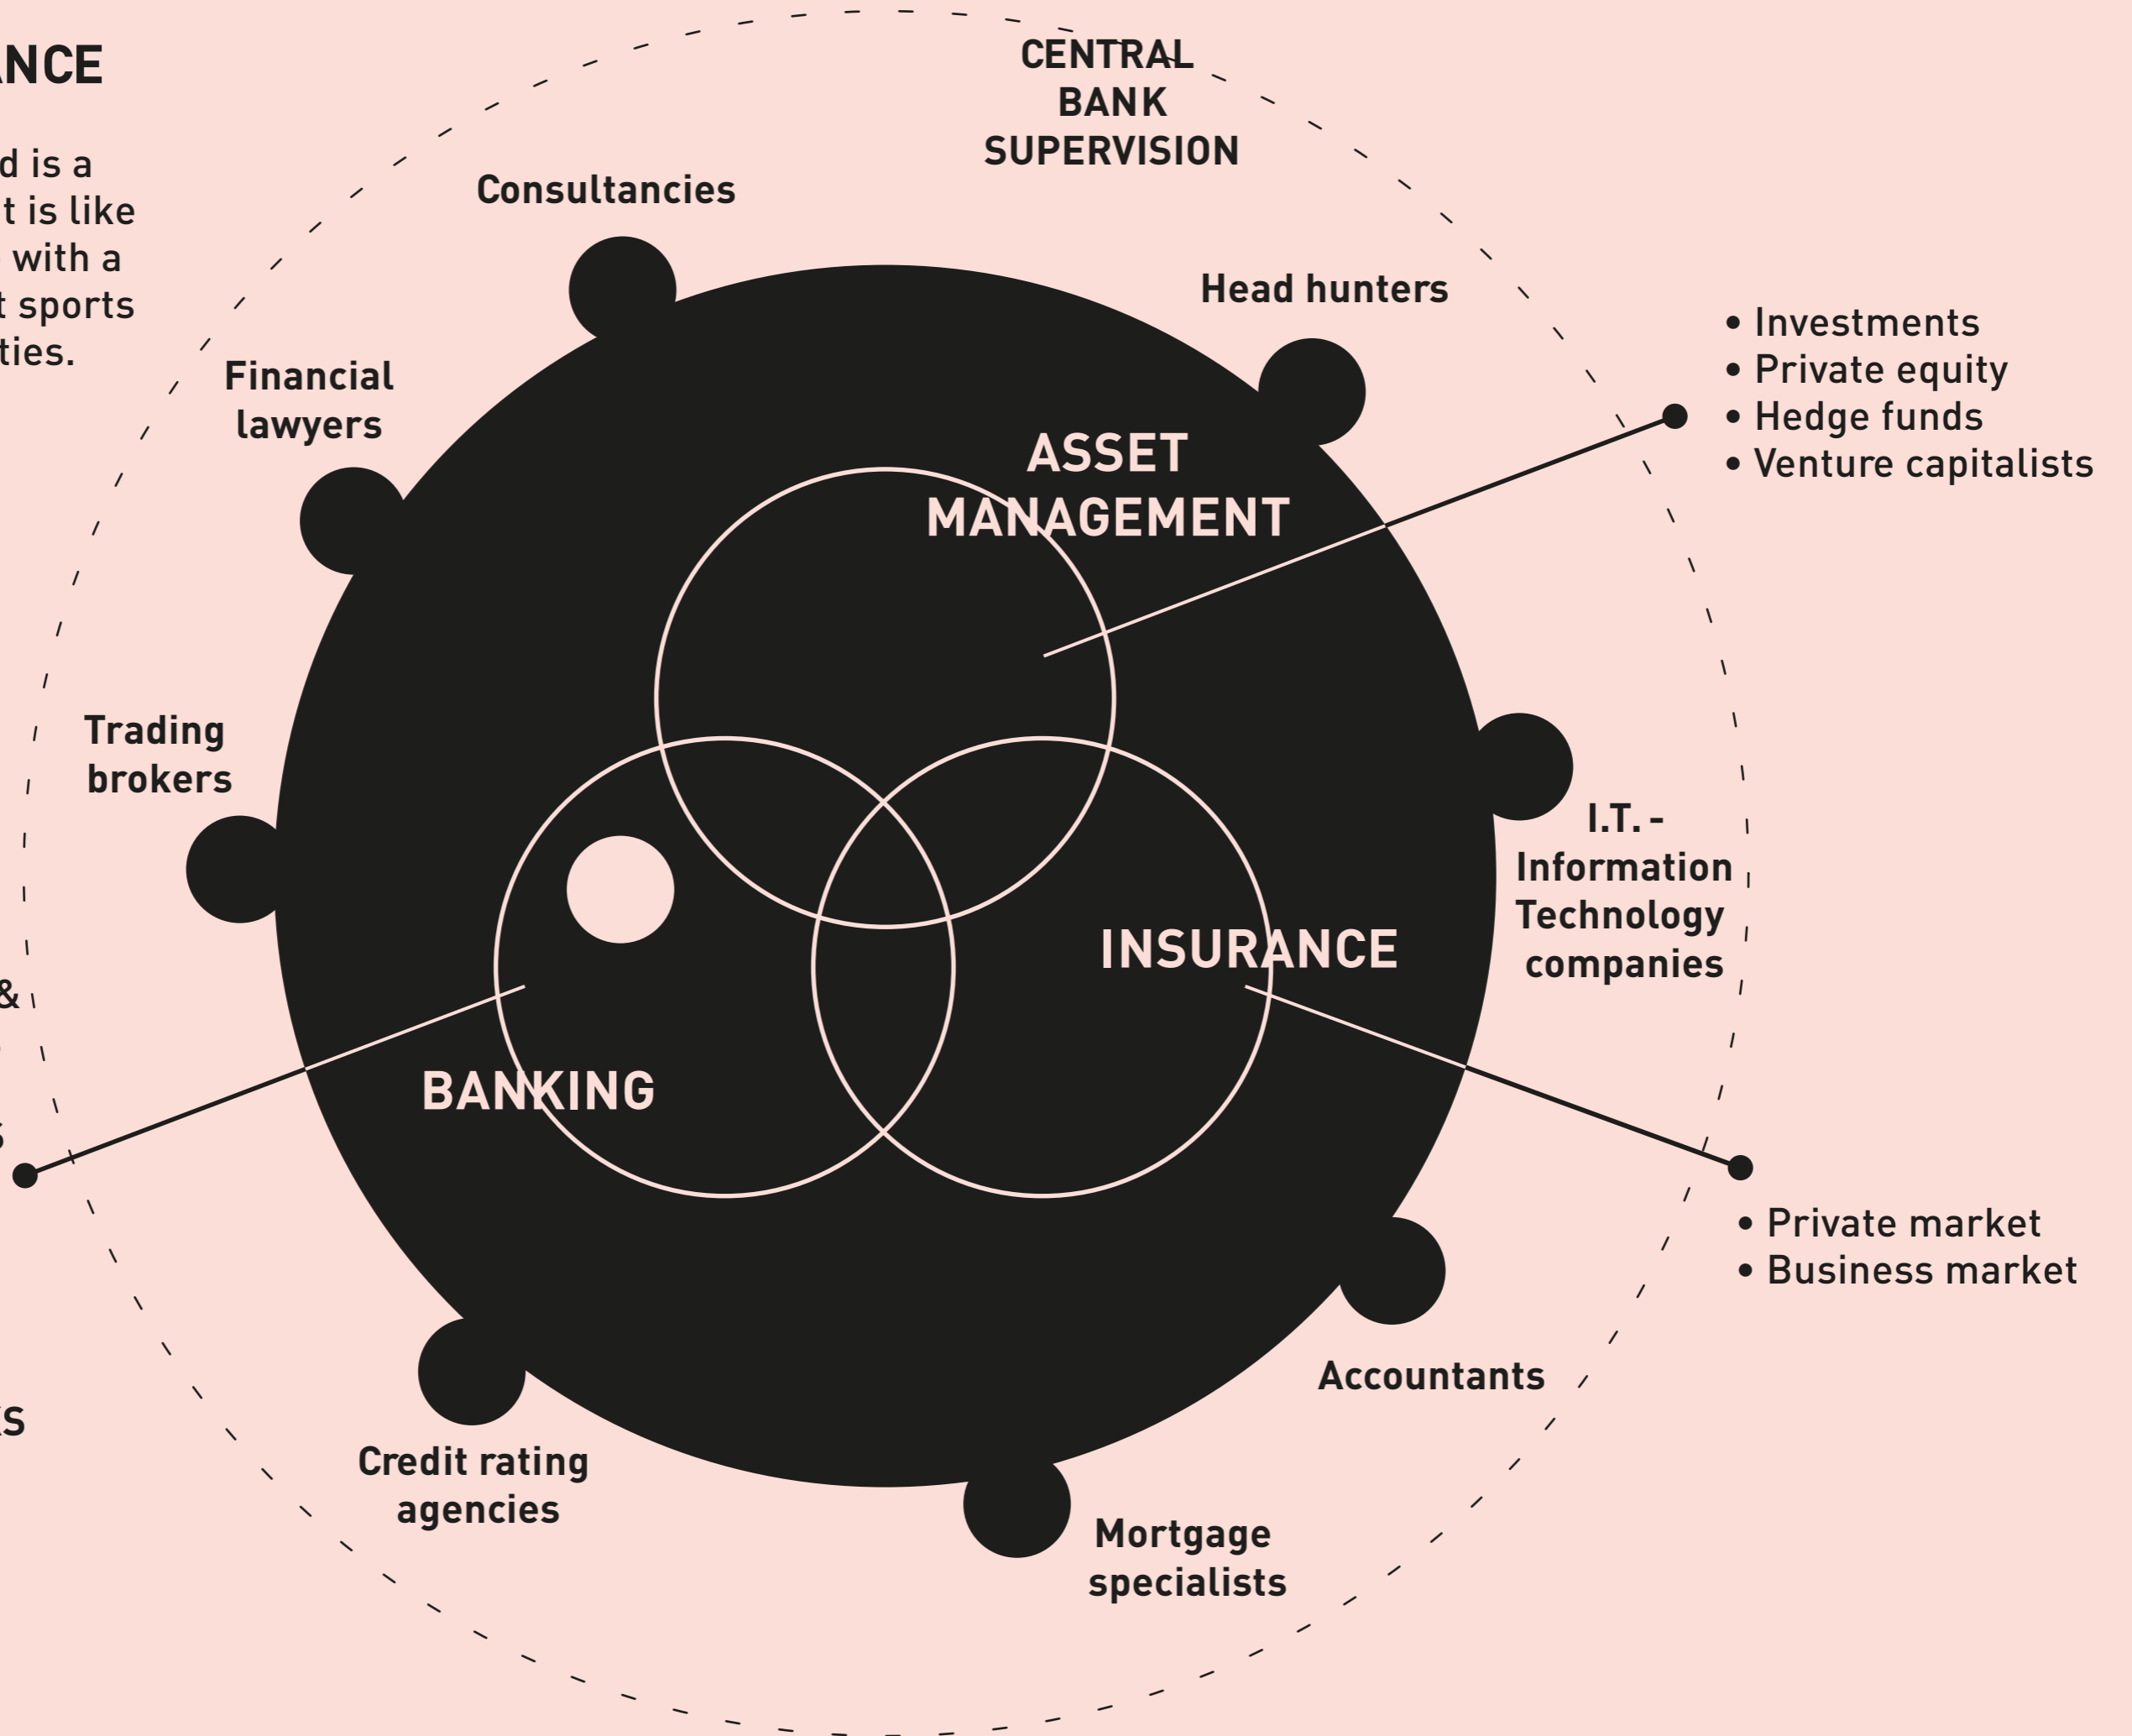 ANCE
d is a
t is like
with a
t sports
ties.
CENTRAL
BANK
SUPERVISION
Consultancies
Head hunters
• Investments
• Private equity
• Hedge funds
• Venture capitalists
Financial
lawyers
ASSET
MANAGEMENT
Trading
brokers
I.T. -
Information
Technology
companies
INSURANCE
&
BANKING
• Private market
• Business market
Accountants
S
Credit rating
agencies
Mortgage
specialists